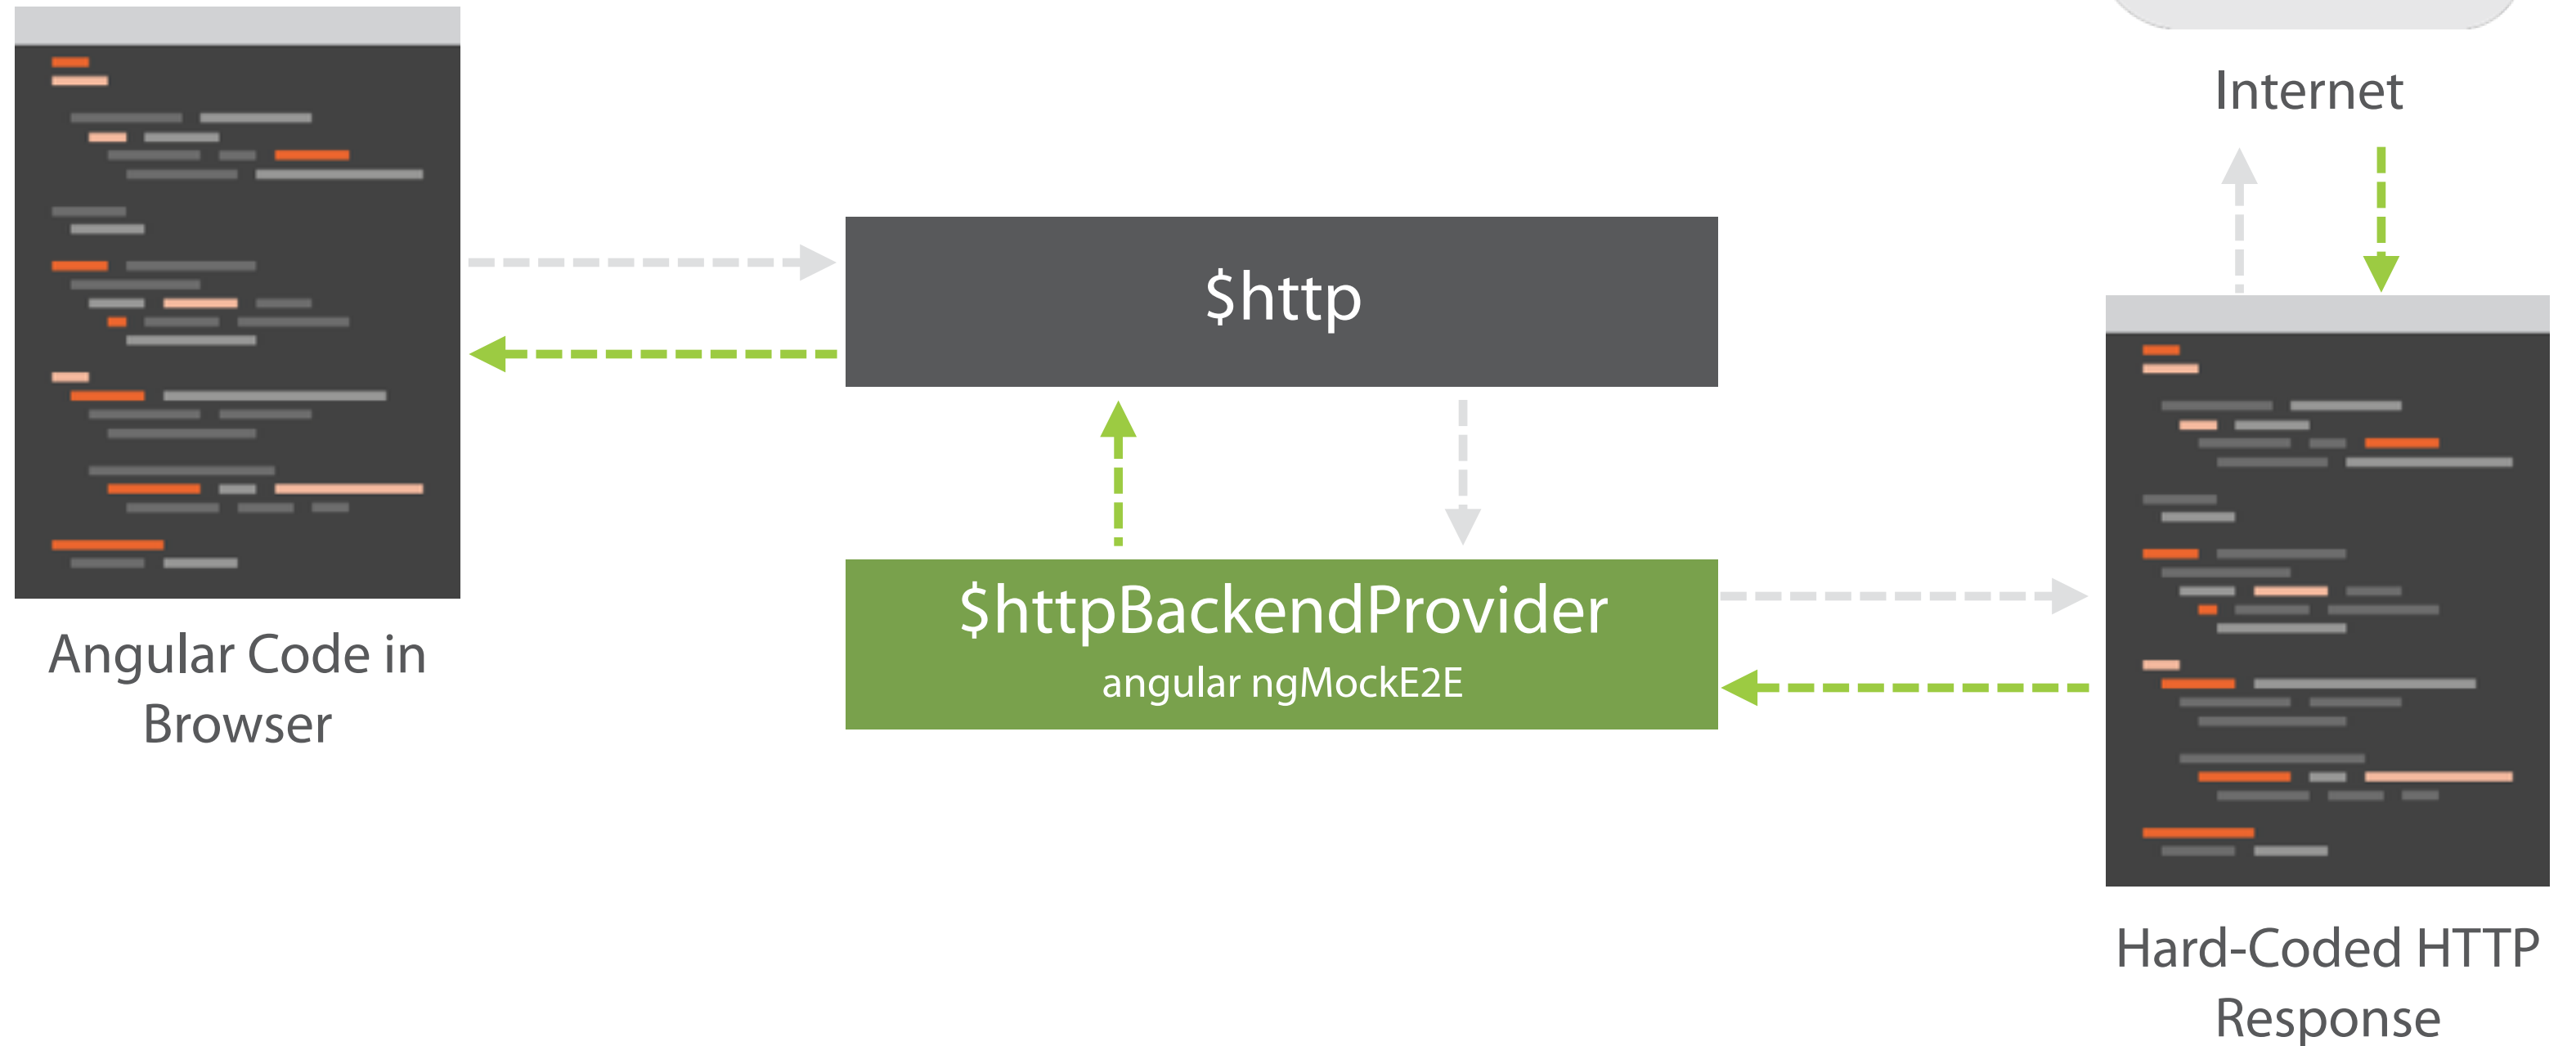 Internet
$http
$httpBackendProvider
angular ngMockE2E
Angular Code in
Browser
Hard-Coded HTTP
Response